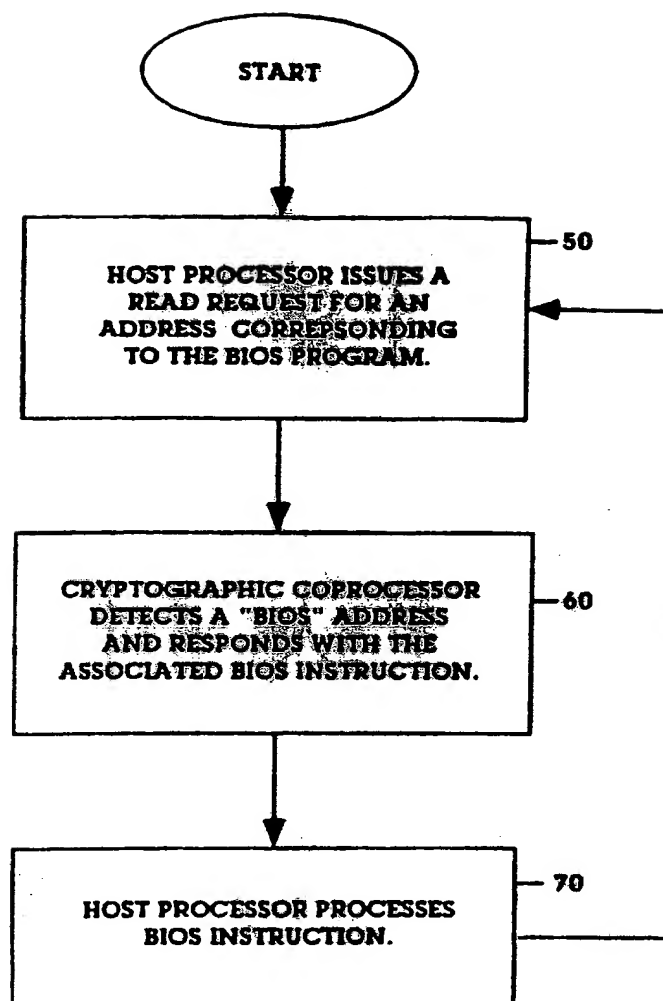 START
50
HOST PROCESSOR ISSUES A
READ REQUEST FOR AN
ADDRESS CORREPSONDING
TO THE BIOS PROGRAM.
60
CRYPTOGRAPHIC COPROCESSOR
DETECTS A "BIOS" ADDRESS
AND RESPONDS WITH THE
ASSOCIATED BIOS INSTRUCTION.
70
HOST PROCESSOR PROCESSES
BIOS INSTRUCTION.